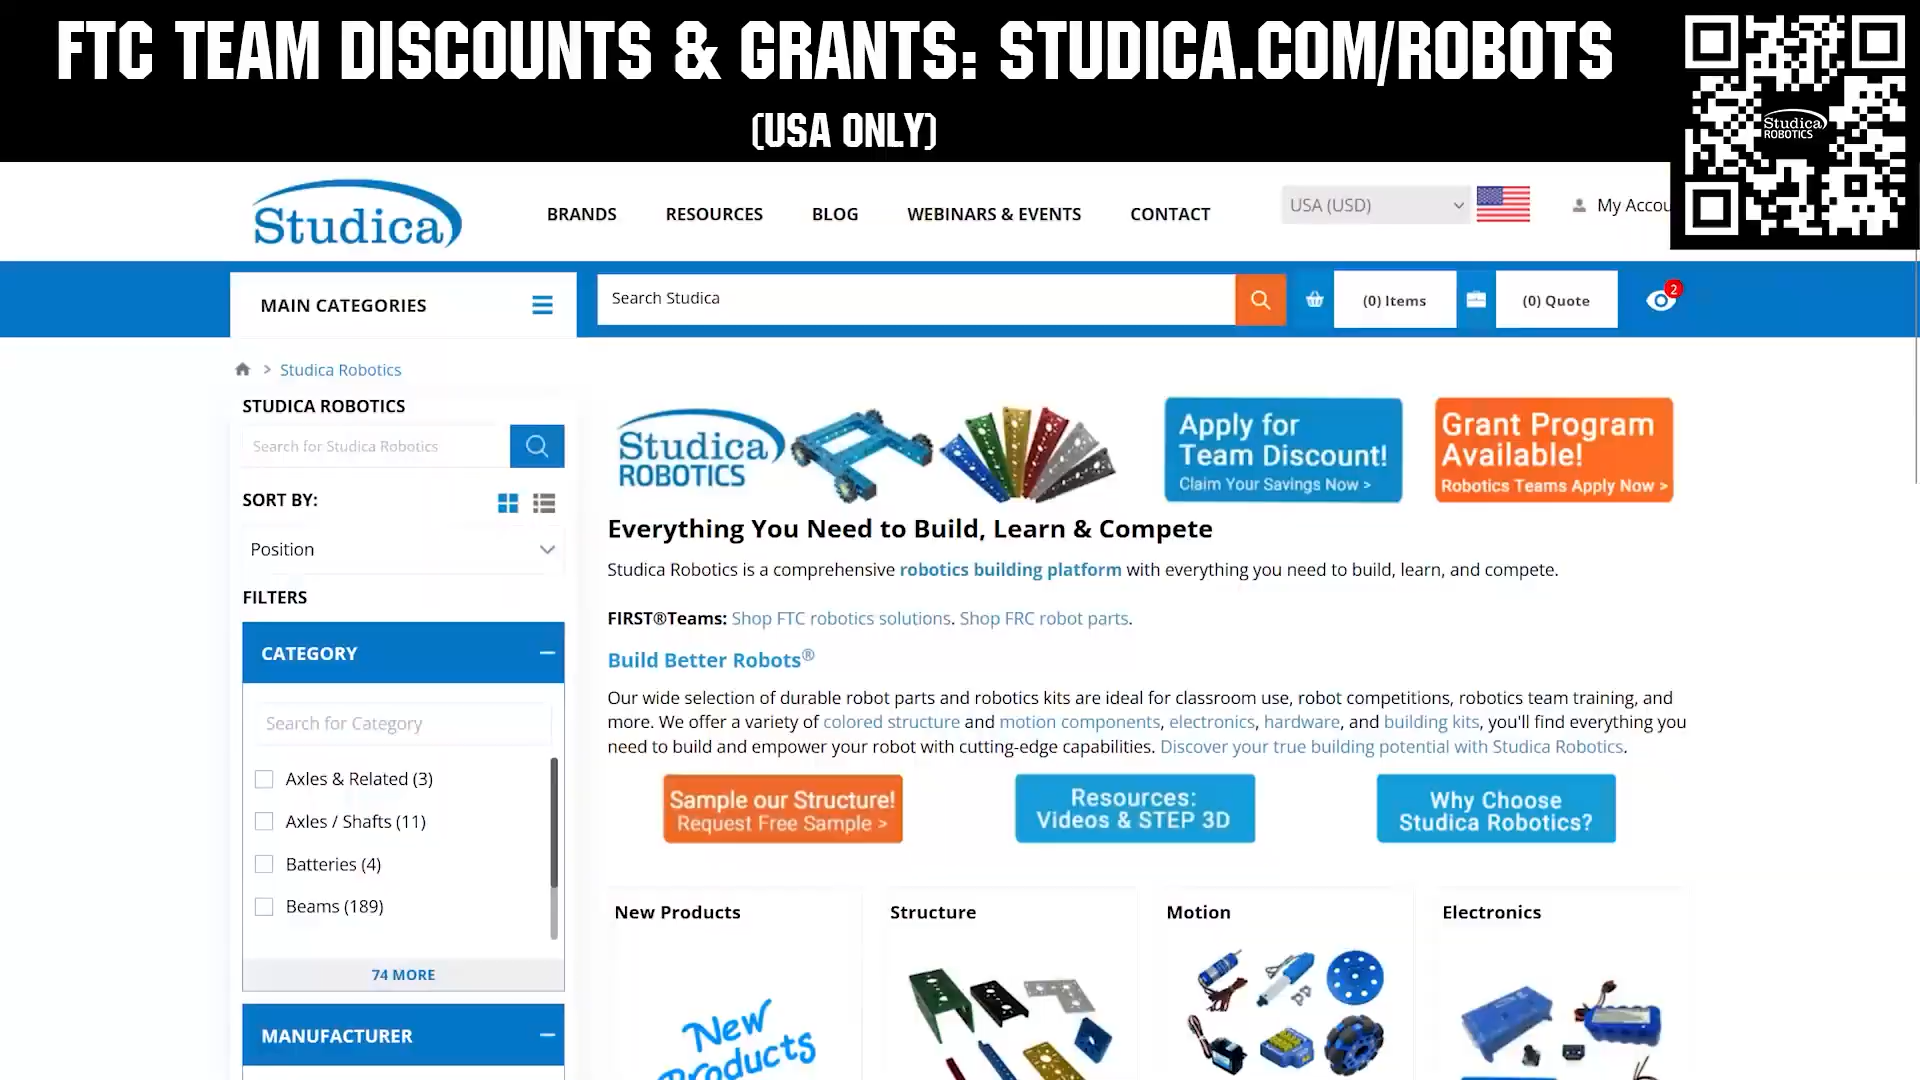 FTC TEAM DISCOUNTS & GRANTS: STUDICA.COM/ROBOTS
(USA ONLY)
Studica
ROBOTICS
Studica
BRANDS
RESOURCES
BLOG
WEBINARS & EVENTS
CONTACT
USA (USD)
My Accou
MAIN CATEGORIES
Search Studica
(0) Items
(0) Quote
2
> Studica Robotics
STUDICA ROBOTICS
Search for Studica Robotics
SORT BY:
Position
FILTERS
CATEGORY
Search for Category
Axles & Related (3)
Axles / Shafts (11)
Batteries (4)
Beams (189)
74 MORE
MANUFACTURER
Studica
ROBOTICS
Apply for
Team Discount!
Claim Your Savings Now >
Grant Program
Available!
Robotics Teams Apply Now >
Everything You Need to Build, Learn & Compete
Studica Robotics is a comprehensive robotics building platform with everything you need to build, learn, and compete.
FIRST®Teams: Shop FTC robotics solutions. Shop FRC robot parts.
Build Better Robots®
Our wide selection of durable robot parts and robotics kits are ideal for classroom use, robot competitions, robotics team training, and
more. We offer a variety of colored structure and motion components, electronics, hardware, and building kits, you'll find everything you
need to build and empower your robot with cutting-edge capabilities. Discover your true building potential with Studica Robotics.
Sample our Structure!
Request Free Sample >
Resources:
Videos & STEP 3D
Why Choose
Studica Robotics?
New Products
Structure
Motion
Electronics
New
Products